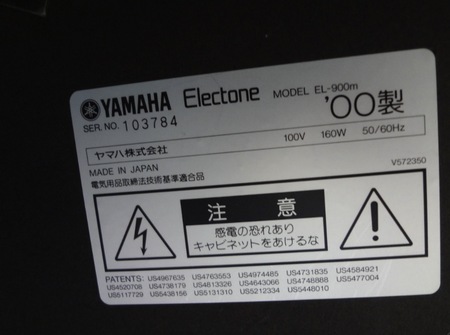 YAMAHA Electone MODEL EL-900m
SER. NO. 103784 '00製
100V 160W 50/60Hz
ヤマハ株式会社
MADE IN JAPAN V572350
電気用品取締法技術基準適合品
注意
感電の恐れあり
キャビネットをあけるな
PATENTS: US4967635 US4763553 US4974485 US4731835 US4584921
US4520708 US4738179 US4813326 US4643066 US4748888 US5477004
US5117729 US5438156 US5131310 US5212334 US5448010